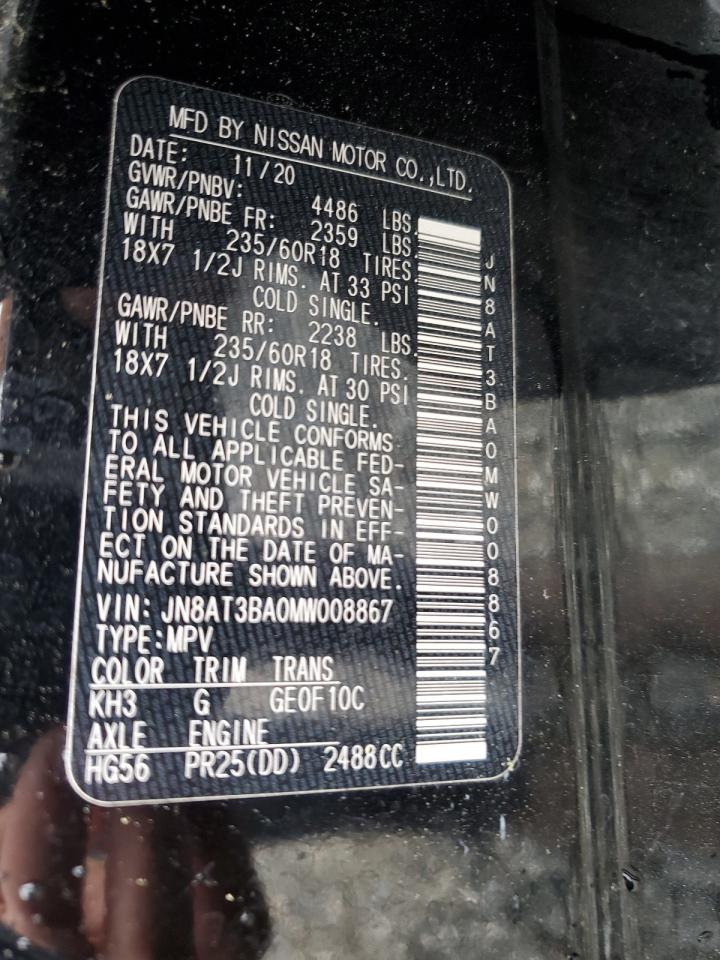 MFD BY NISSAN MOTOR CO.,LTD.
DATE: 11/20
GVWR/PNBV: 4486 LBS.
GAWR/PNBE FR: 2359 LBS.
WITH 235/60R18 TIRES.
18X7 1/2J RIMS. AT 33 PSI
COLD SINGLE.
GAWR/PNBE RR: 2238 LBS.
WITH 235/60R18 TIRES.
18X7 1/2J RIMS. AT 30 PSI
COLD SINGLE.
THIS VEHICLE CONFORMS
TO ALL APPLICABLE FED-
ERAL MOTOR VEHICLE SA-
FETY AND THEFT PREVEN-
TION STANDARDS IN EFF-
ECT ON THE DATE OF MA-
NUFACTURE SHOWN ABOVE.
VIN: JN8AT3BA0MW008867
TYPE:MPV
COLOR TRIM TRANS
KH3 G GE0F10C
AXLE ENGINE
HG56 PR25(DD) 2488CC
JN8AT3BA0MW008867